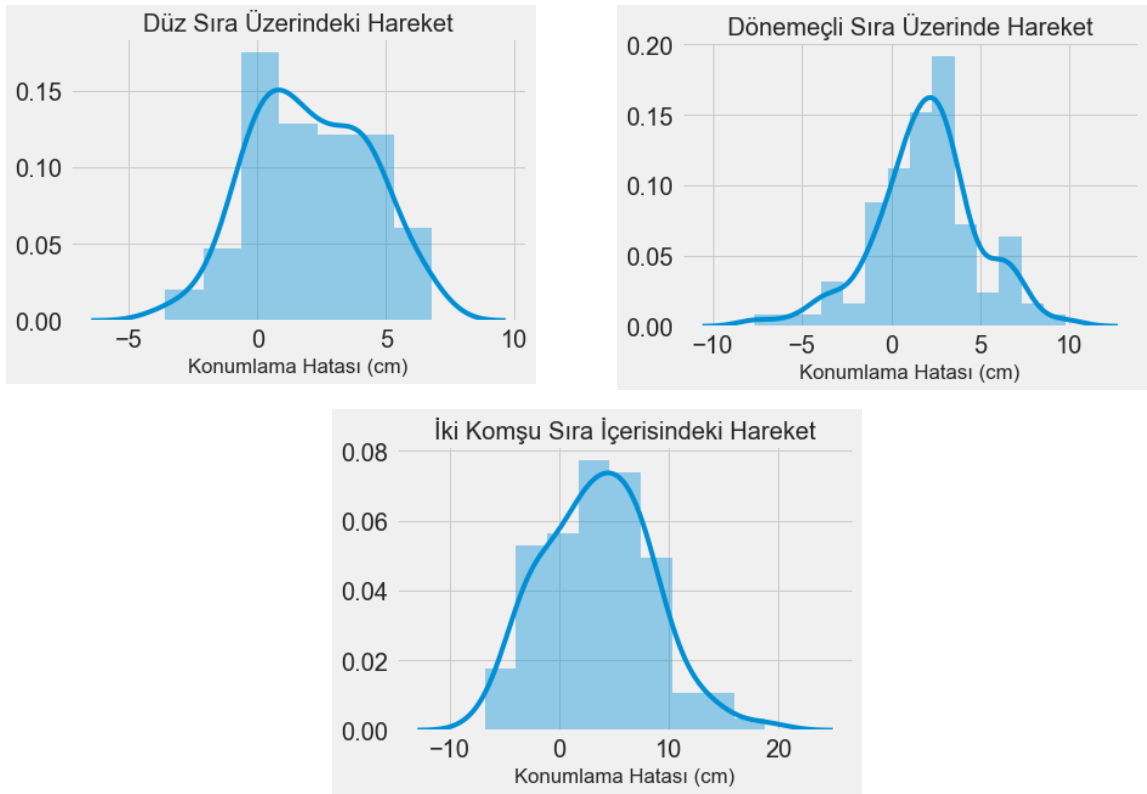 Düz Sıra Üzerindeki Hareket
0.15
0.10
0.05
0.00
−5 0 5 10
Konumlama Hatası (cm)
Dönemeçli Sıra Üzerinde Hareket
0.20
0.15
0.10
0.05
0.00
−10 −5 0 5 10
Konumlama Hatası (cm)
İki Komşu Sıra İçerisindeki Hareket
0.08
0.06
0.04
0.02
0.00
−10 0 10 20
Konumlama Hatası (cm)